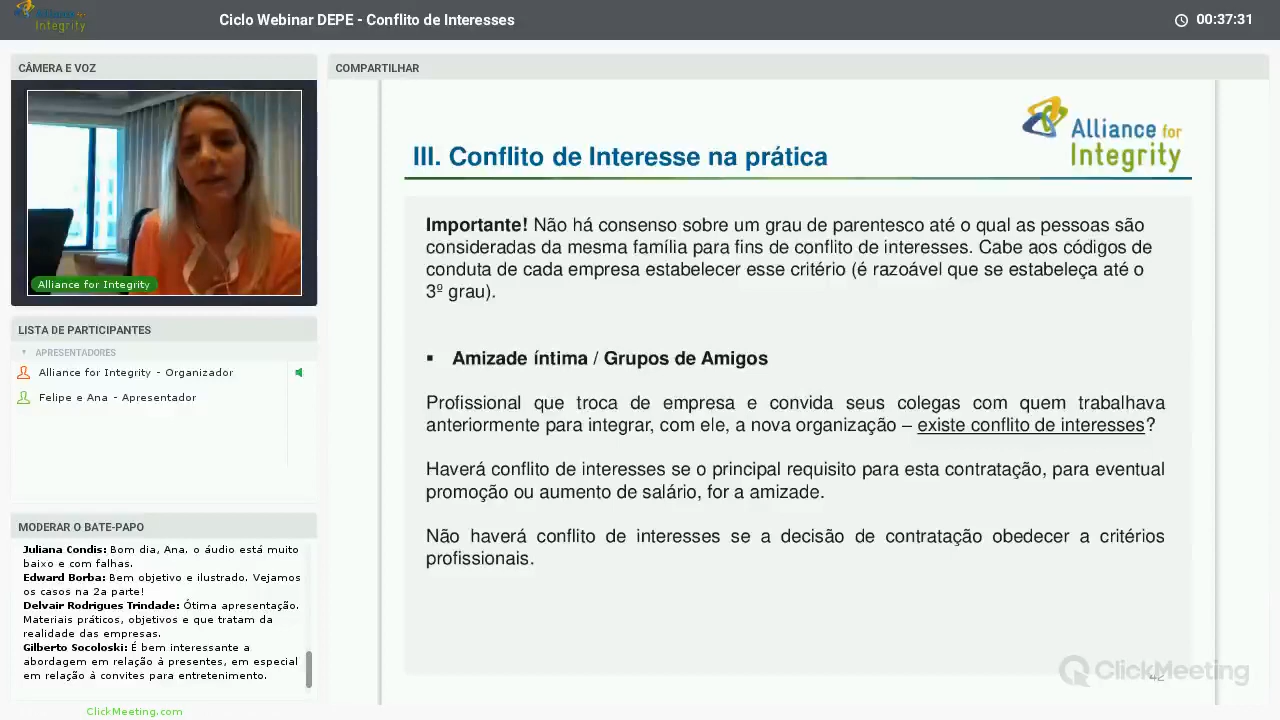 Alliance for
Integrity
Ciclo Webinar DEPE - Conflito de Interesses
00:37:31
CÂMERA E VOZ
Alliance for Integrity
LISTA DE PARTICIPANTES
APRESENTADORES
Alliance for Integrity - Organizador
Felipe e Ana - Apresentador
MODERAR O BATE-PAPO
Juliana Condis: Bom dia, Ana. o áudio está muito
baixo e com falhas.
Edward Borba: Bem objetivo e ilustrado. Vejamos
os casos na 2a parte!
Delvair Rodrigues Trindade: Ótima apresentação.
Materiais práticos, objetivos e que tratam da
realidade das empresas.
Gilberto Socoloski: É bem interessante a
abordagem em relação à presentes, em especial
em relação à convites para entretenimento.
ClickMeeting.com
COMPARTILHAR
Alliance for
Integrity
III. Conflito de Interesse na prática
Importante! Não há consenso sobre um grau de parentesco até o qual as pessoas são
consideradas da mesma família para fins de conflito de interesses. Cabe aos códigos de
conduta de cada empresa estabelecer esse critério (é razoável que se estabeleça até o
3º grau).
▪ Amizade íntima / Grupos de Amigos
Profissional que troca de empresa e convida seus colegas com quem trabalhava
anteriormente para integrar, com ele, a nova organização – existe conflito de interesses?
Haverá conflito de interesses se o principal requisito para esta contratação, para eventual
promoção ou aumento de salário, for a amizade.
Não haverá conflito de interesses se a decisão de contratação obedecer a critérios
profissionais.
ClickMeeting
42